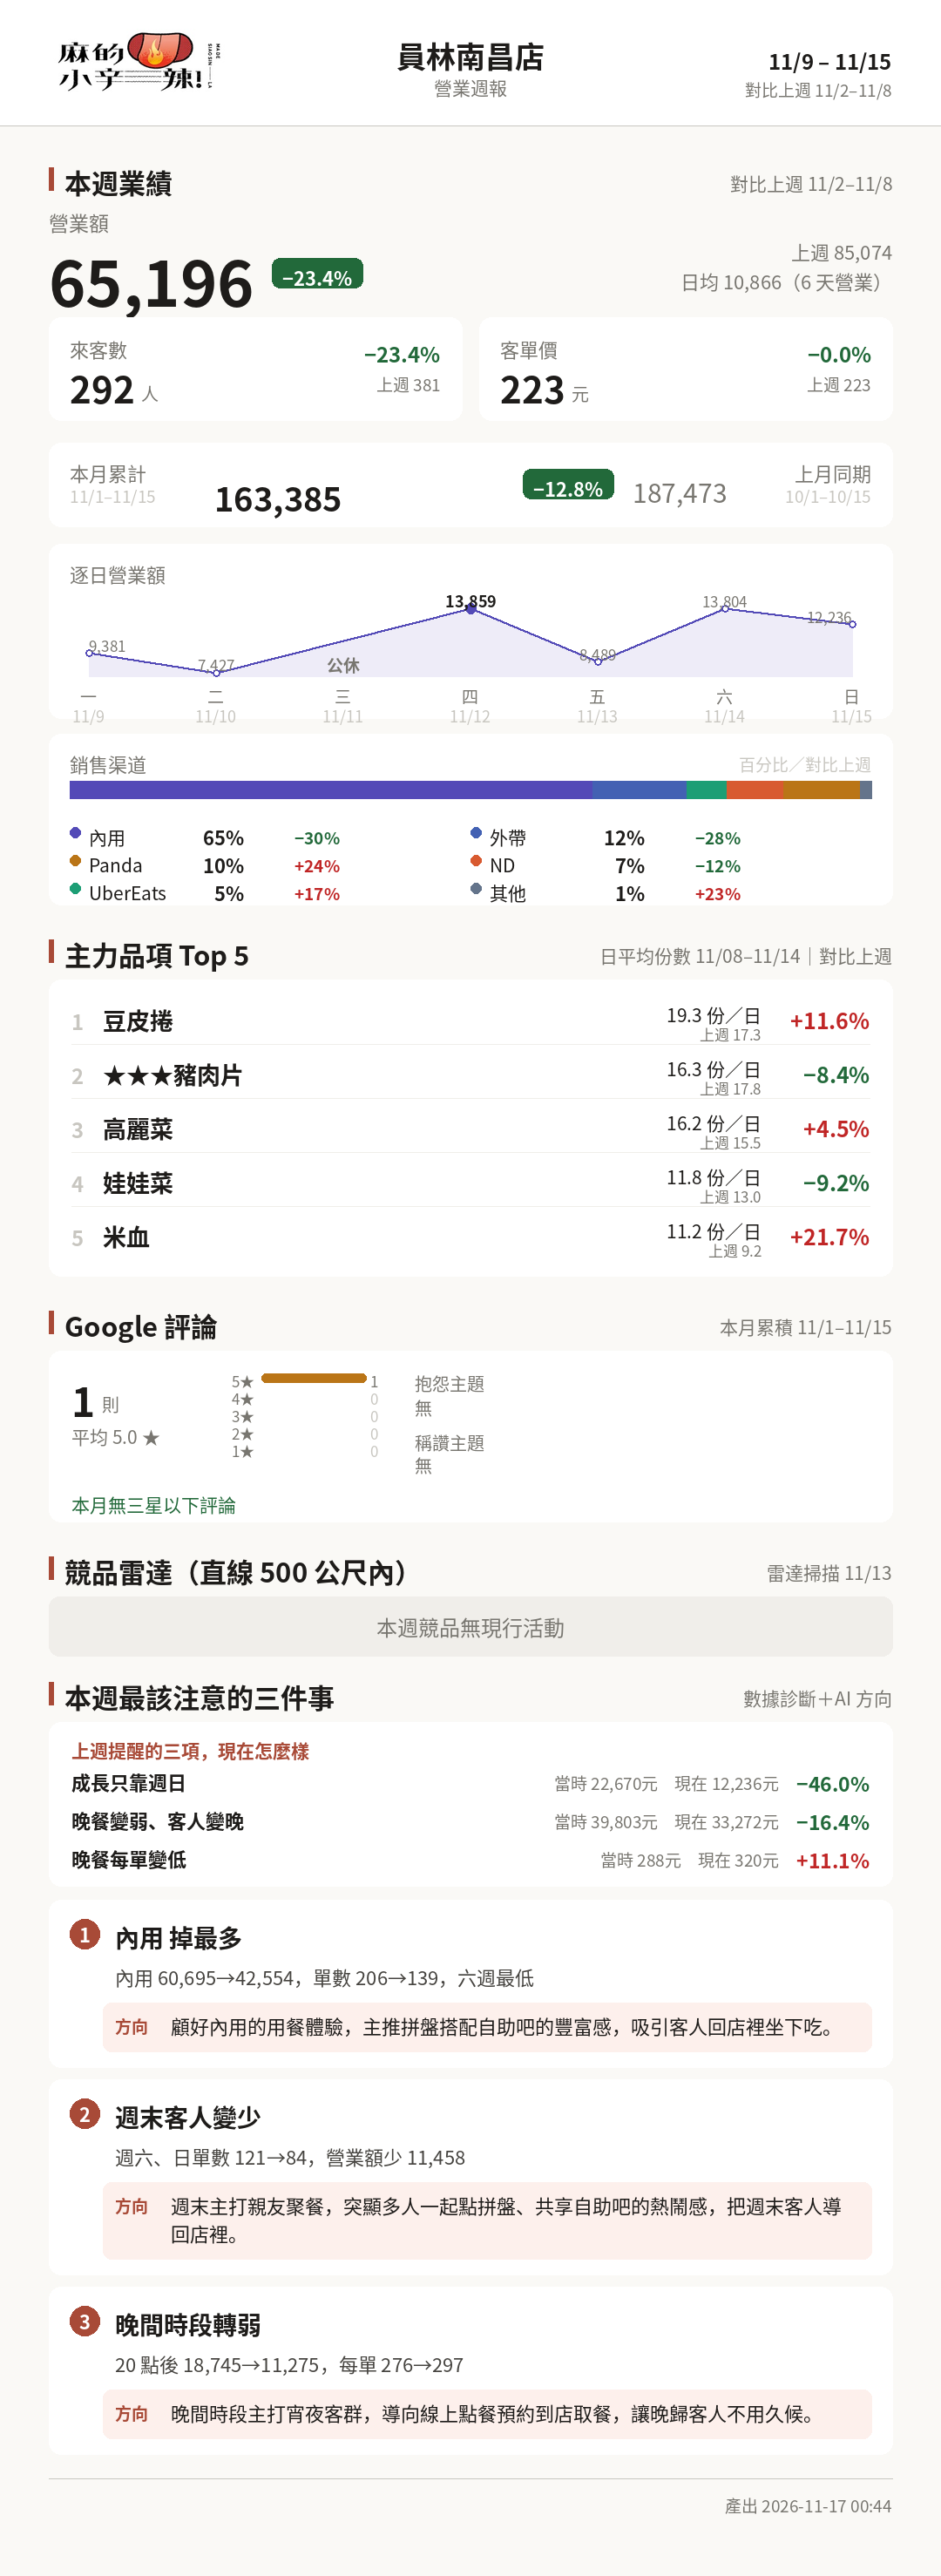 麻的
小辛辣!
員林南昌店
營業週報
11/9 – 11/15
對比上週 11/2–11/8
本週業績
對比上週 11/2–11/8
營業額
65,196 −23.4%
上週 85,074
日均 10,866（6 天營業）
來客數
−23.4%
292 人
上週 381
客單價
−0.0%
223 元
上週 223
本月累計
11/1–11/15
163,385
−12.8% 187,473
上月同期
10/1–10/15
逐日營業額
9,381
7,427
公休
13,859
8,489
13,804
12,236
一 二 三 四 五 六 日
11/9 11/10 11/11 11/12 11/13 11/14 11/15
銷售渠道
百分比／對比上週
內用 65% −30% 外帶 12% −28%
Panda 10% +24% ND 7% −12%
UberEats 5% +17% 其他 1% +23%
主力品項 Top 5
日平均份數 11/08–11/14｜對比上週
1 豆皮捲 19.3 份／日 +11.6%
上週 17.3
2 ★★★豬肉片 16.3 份／日 −8.4%
上週 17.8
3 高麗菜 16.2 份／日 +4.5%
上週 15.5
4 娃娃菜 11.8 份／日 −9.2%
上週 13.0
5 米血 11.2 份／日 +21.7%
上週 9.2
Google 評論
本月累積 11/1–11/15
1 則
平均 5.0 ★
5★ 1
4★ 0
3★ 0
2★ 0
1★ 0
抱怨主題
無
稱讚主題
無
本月無三星以下評論
競品雷達（直線 500 公尺內）
雷達掃描 11/13
本週競品無現行活動
本週最該注意的三件事
數據診斷＋AI 方向
上週提醒的三項，現在怎麼樣
成長只靠週日 當時 22,670元 現在 12,236元 −46.0%
晚餐變弱、客人變晚 當時 39,803元 現在 33,272元 −16.4%
晚餐每單變低 當時 288元 現在 320元 +11.1%
1 內用 掉最多
內用 60,695→42,554，單數 206→139，六週最低
方向 顧好內用的用餐體驗，主推拼盤搭配自助吧的豐富感，吸引客人回店裡坐下吃。
2 週末客人變少
週六、日單數 121→84，營業額少 11,458
方向 週末主打親友聚餐，突顯多人一起點拼盤、共享自助吧的熱鬧感，把週末客人導
回店裡。
3 晚間時段轉弱
20 點後 18,745→11,275，每單 276→297
方向 晚間時段主打宵夜客群，導向線上點餐預約到店取餐，讓晚歸客人不用久候。
產出 2026-11-17 00:44